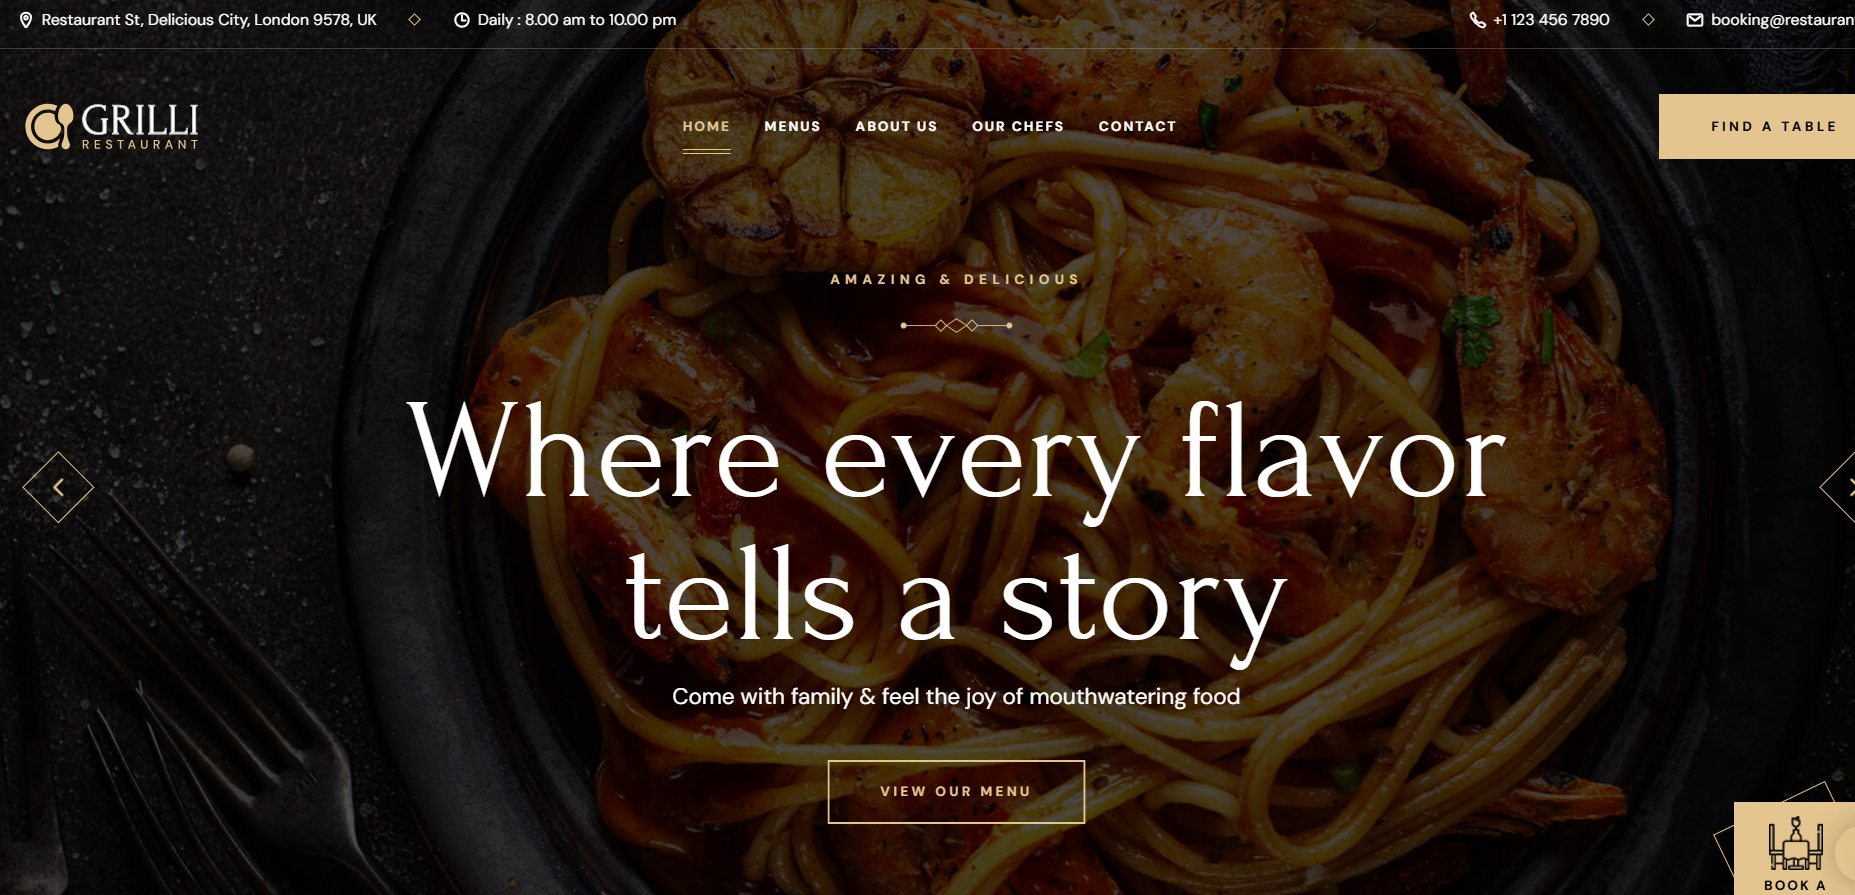 Restaurant St, Delicious City, London 9578, UK
Daily : 8.00 am to 10.00 pm
+1 123 456 7890
booking@restauran
GRILLI
RESTAURANT
HOME MENUS ABOUT US OUR CHEFS CONTACT
FIND A TABLE
AMAZING & DELICIOUS
Where every flavor
tells a story
Come with family & feel the joy of mouthwatering food
VIEW OUR MENU
BOOK A